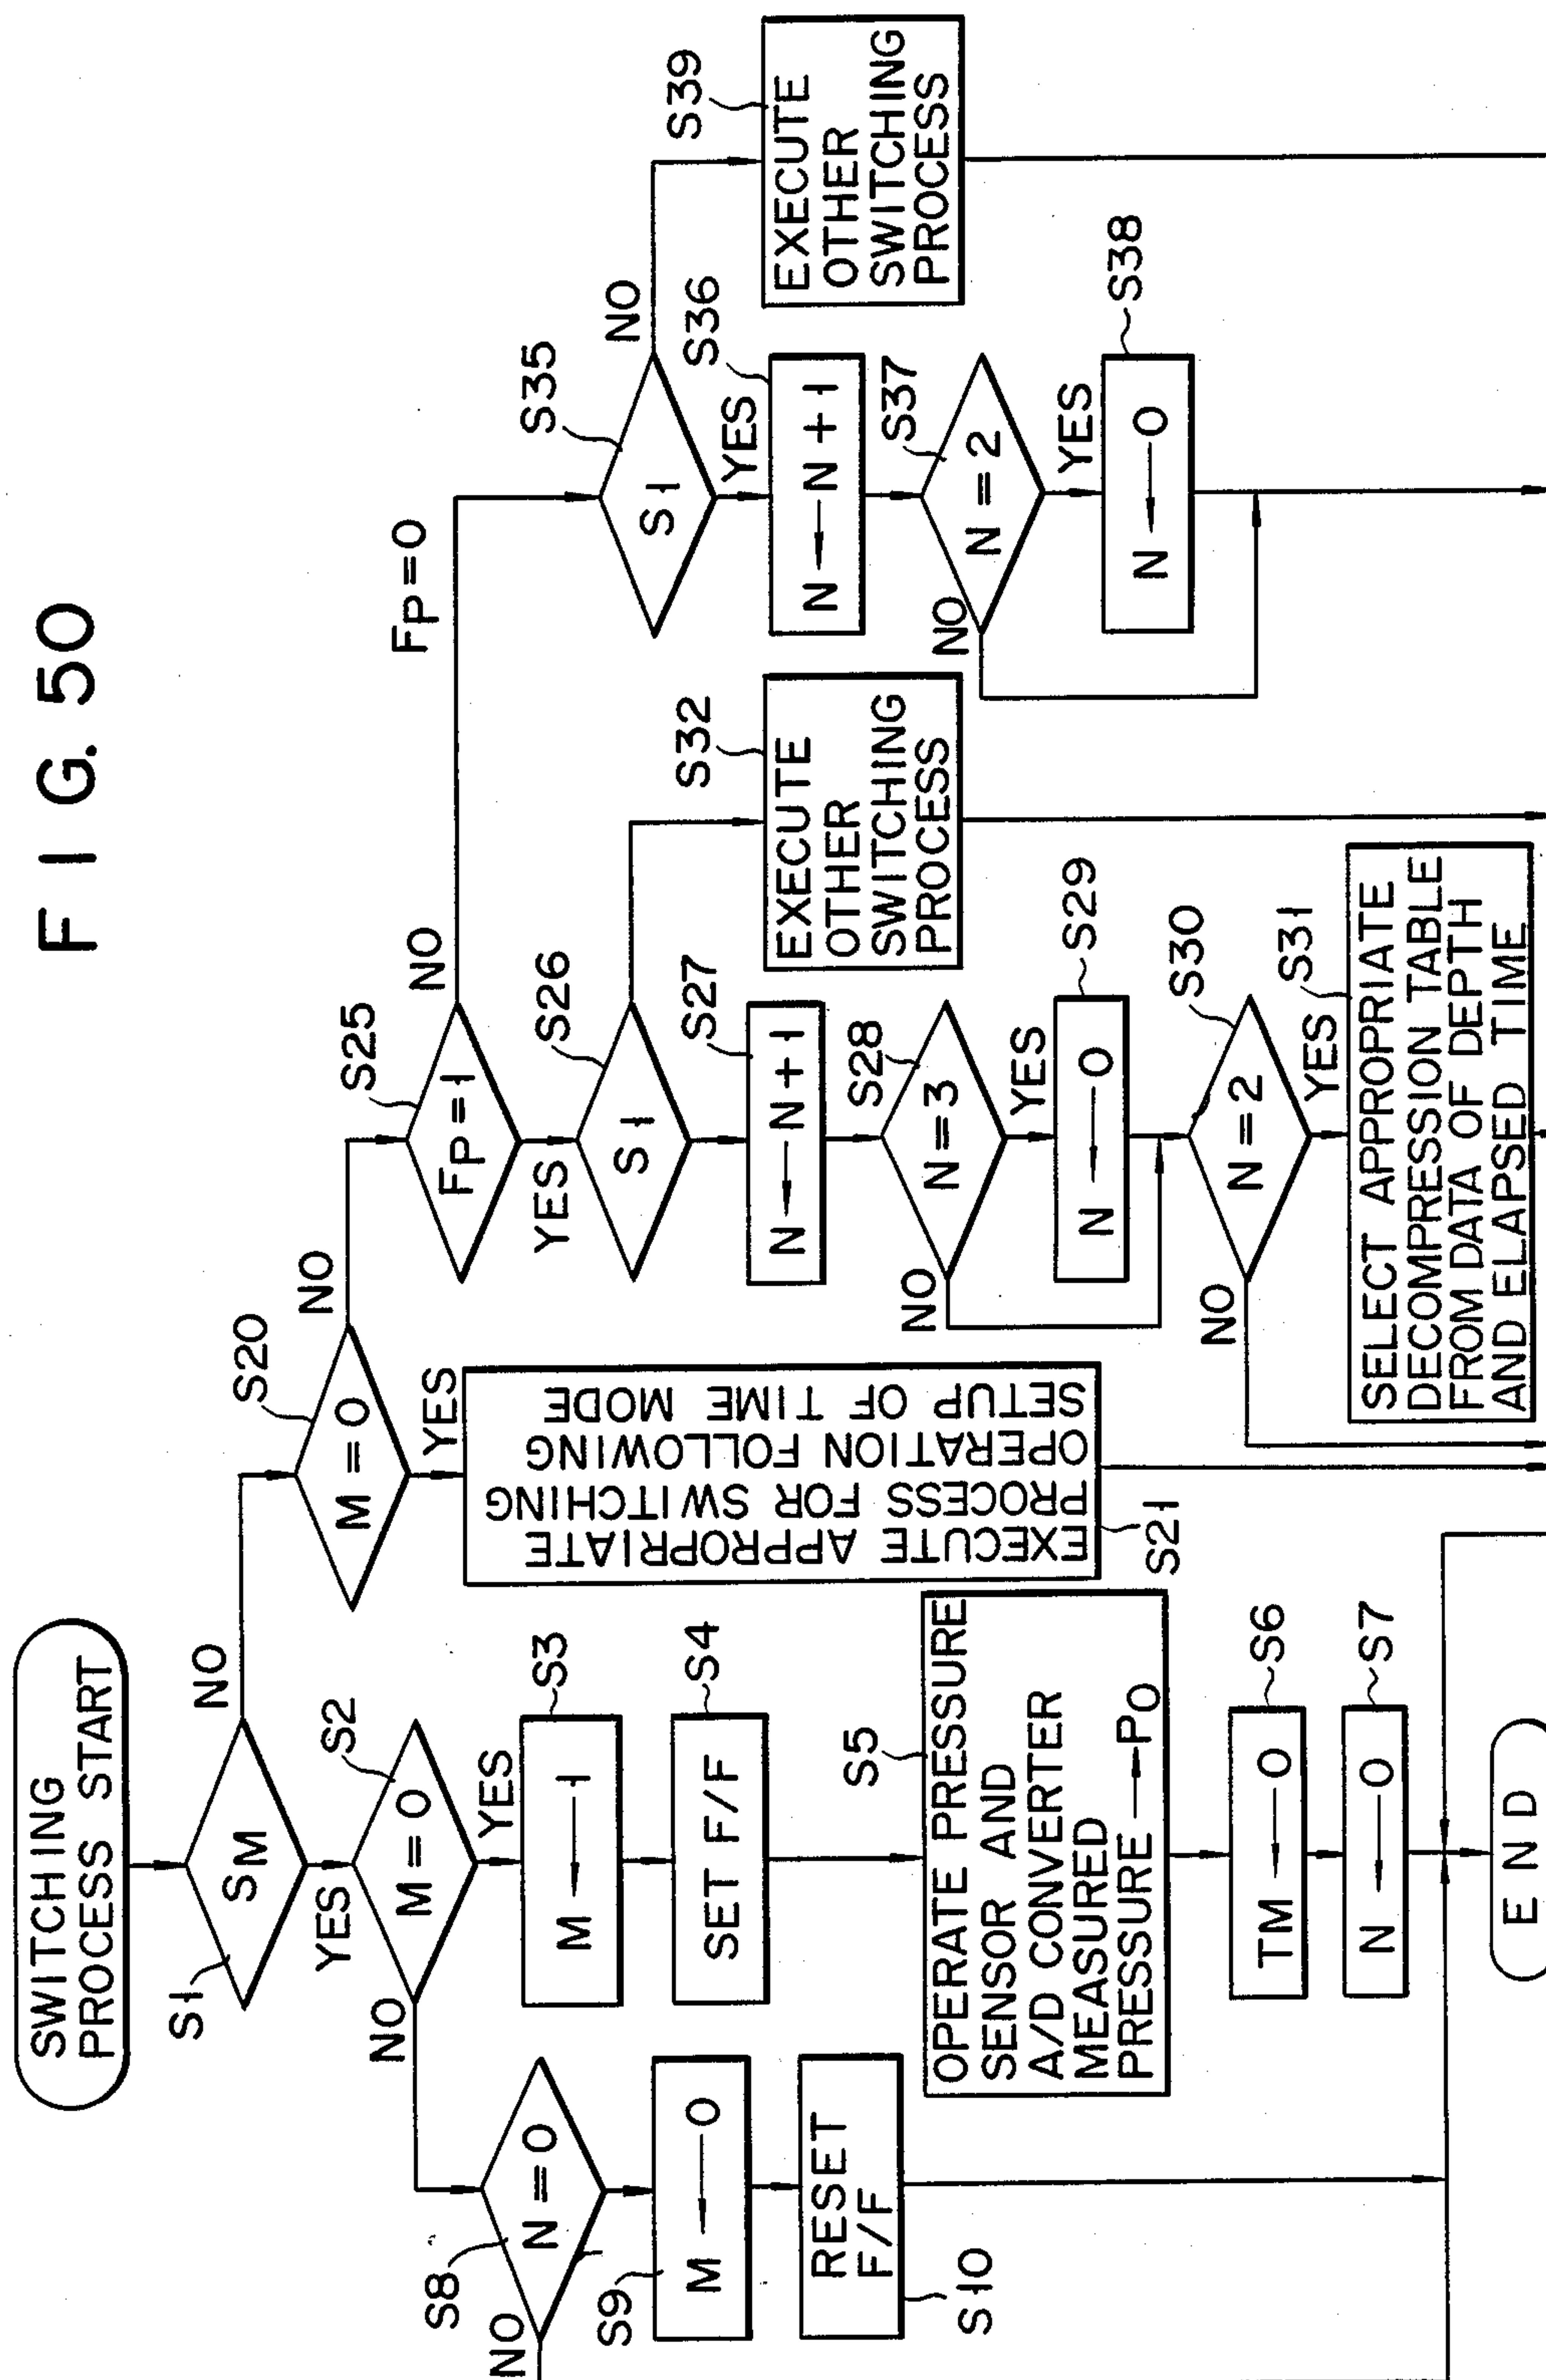 F I G. 50
SWITCHING
PROCESS START
S1
SM
NO
YES
S2
M = 0
NO
YES
S3
M ← 1
S4
SET F/F
S5
OPERATE PRESSURE
SENSOR AND
A/D CONVERTER
MEASURED
PRESSURE → P0
S6
TM ← 0
S7
N ← 0
E N D
S8
N = 0
NO
S9
M ← 0
RESET
F/F
S10
S20
M = 0
NO
YES
EXECUTE APPROPRIATE
PROCESS FOR SWITCHING
OPERATION FOLLOWING
SETUP OF TIME MODE
S21
S25
FP = 1
NO
YES
S26
S1
S27
N ← N + 1
S28
N = 3
NO
YES
S29
N ← 0
S30
N = 2
NO
YES
S31
SELECT APPROPRIATE
DECOMPRESSION TABLE
FROM DATA OF DEPTH
AND ELAPSED TIME
S32
EXECUTE
OTHER
SWITCHING
PROCESS
FP = 0
S35
S1
NO
YES
S36
N ← N + 1
S37
N = 2
NO
YES
S38
N ← 0
S39
EXECUTE
OTHER
SWITCHING
PROCESS